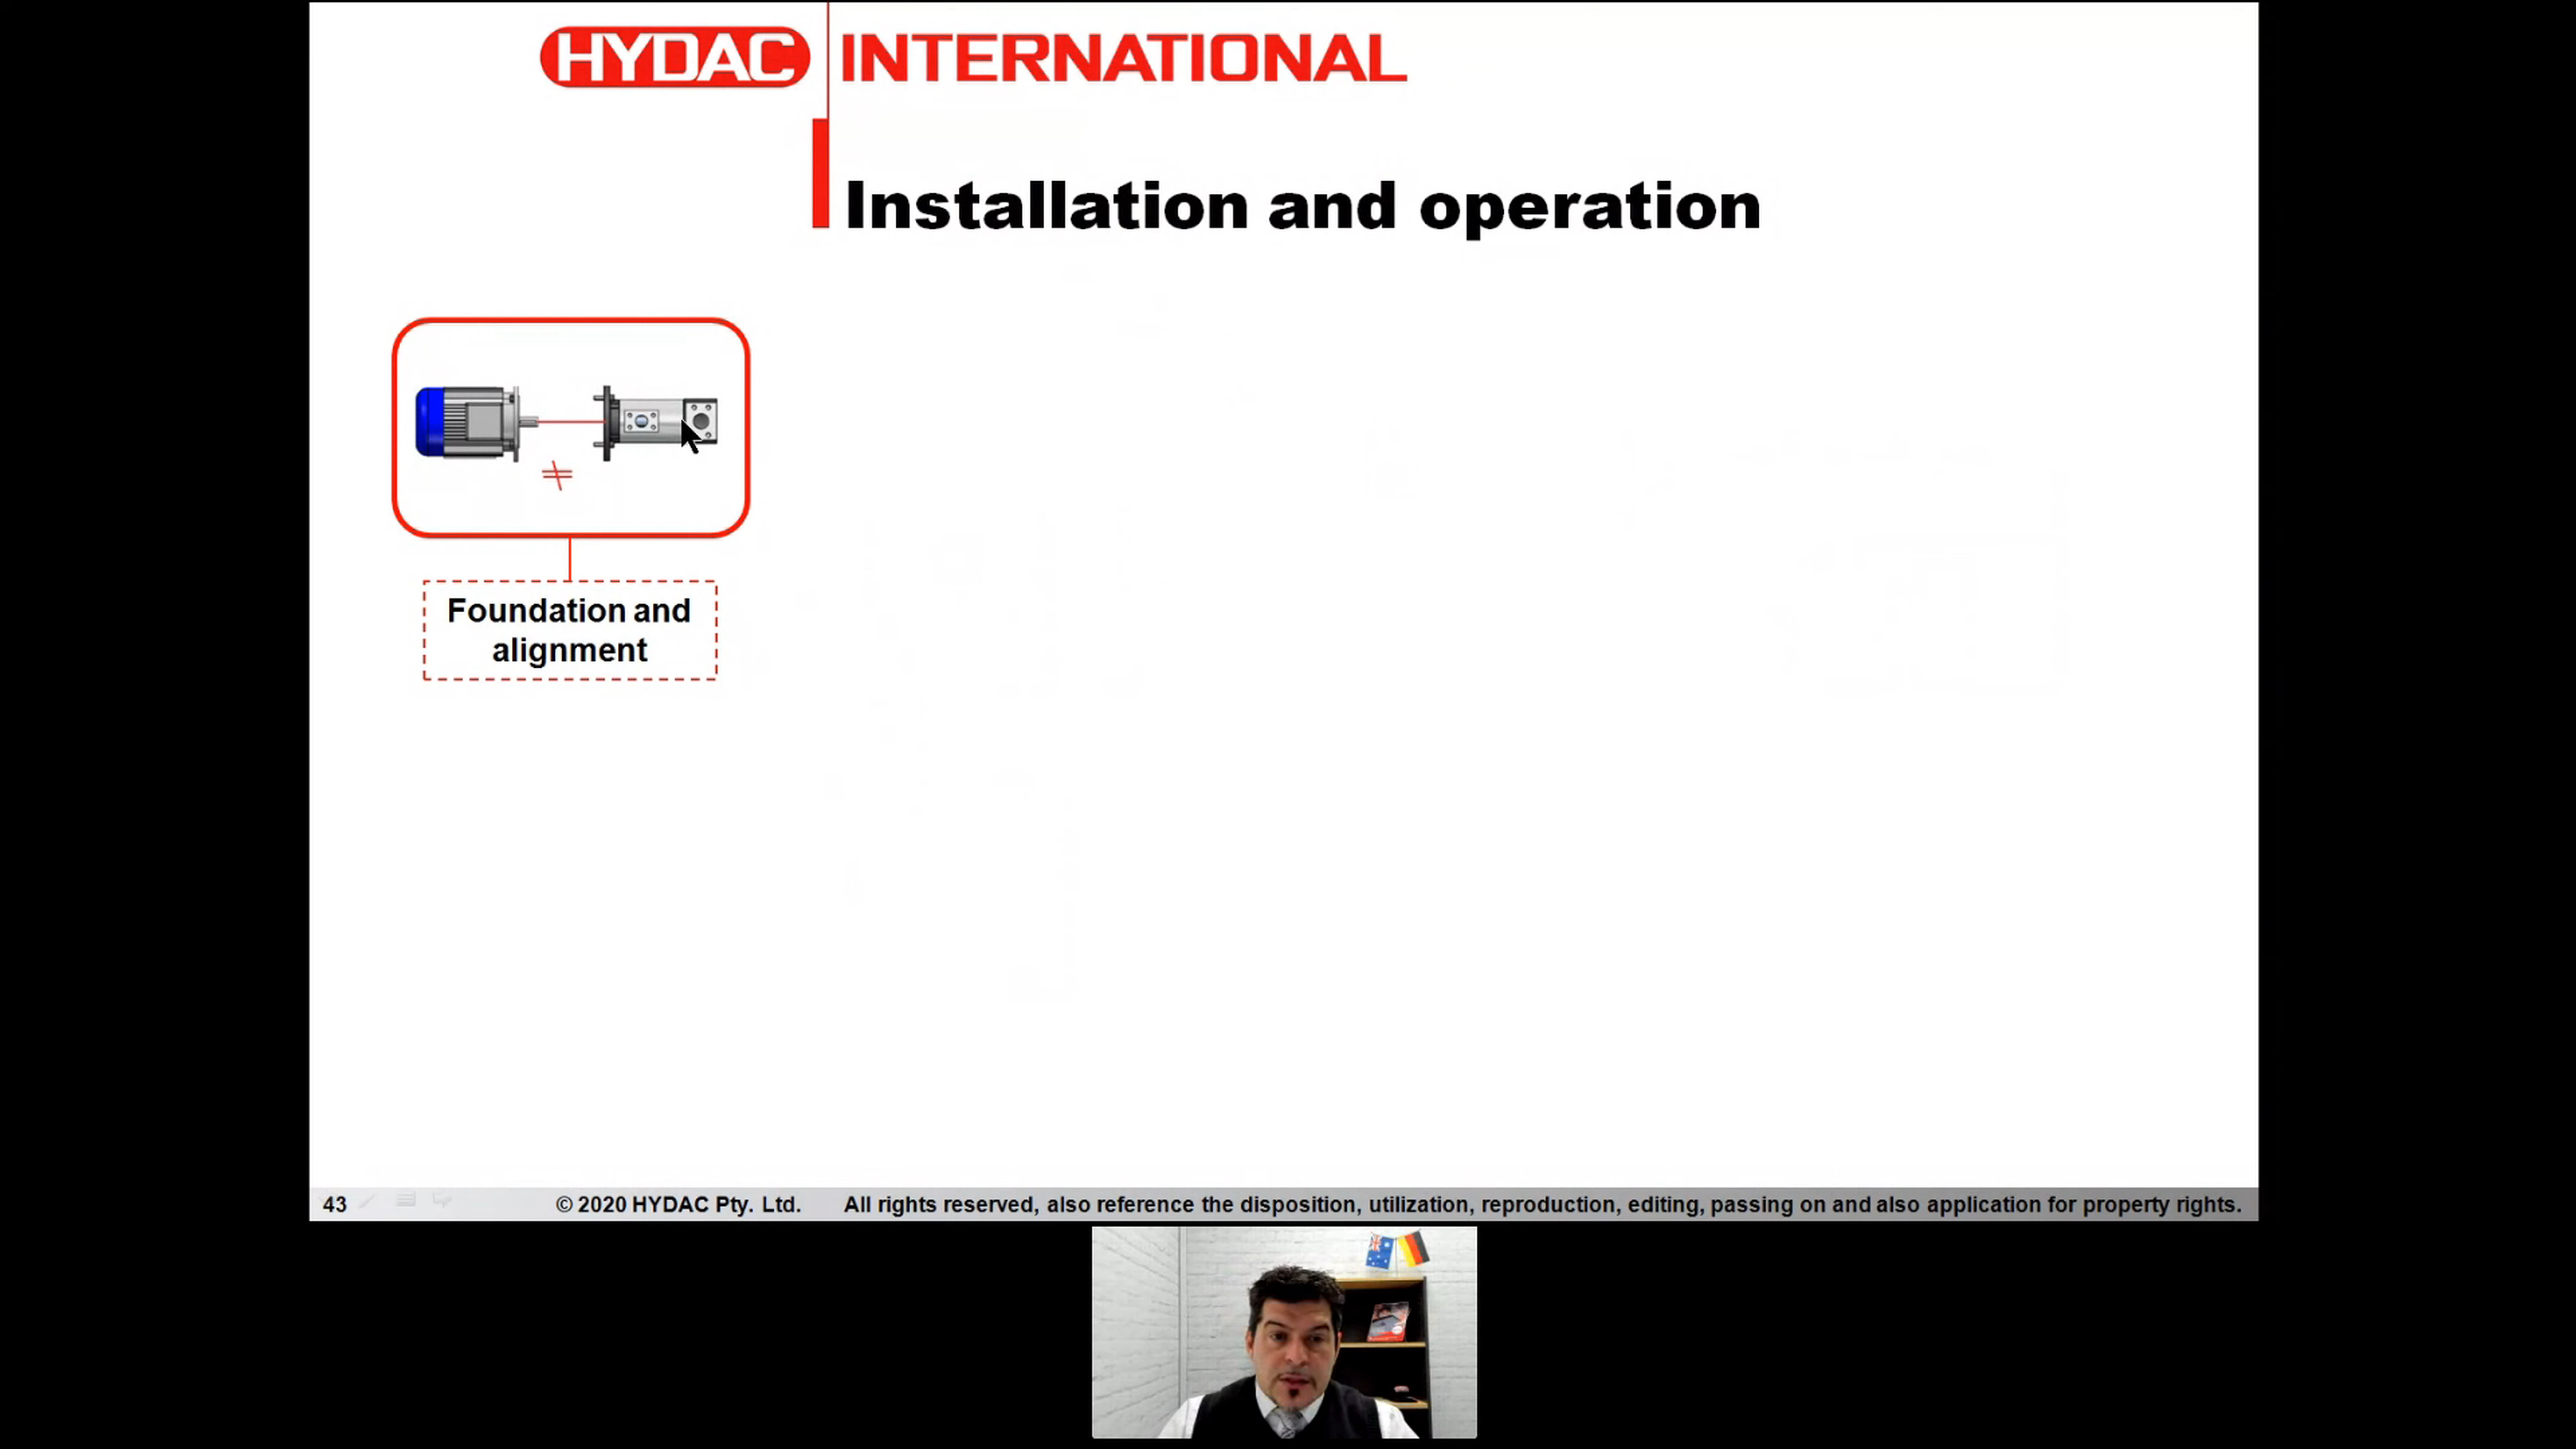 HYDAC INTERNATIONAL
Installation and operation
Foundation and
alignment
43 © 2020 HYDAC Pty. Ltd. All rights reserved, also reference the disposition, utilization, reproduction, editing, passing on and also application for property rights.